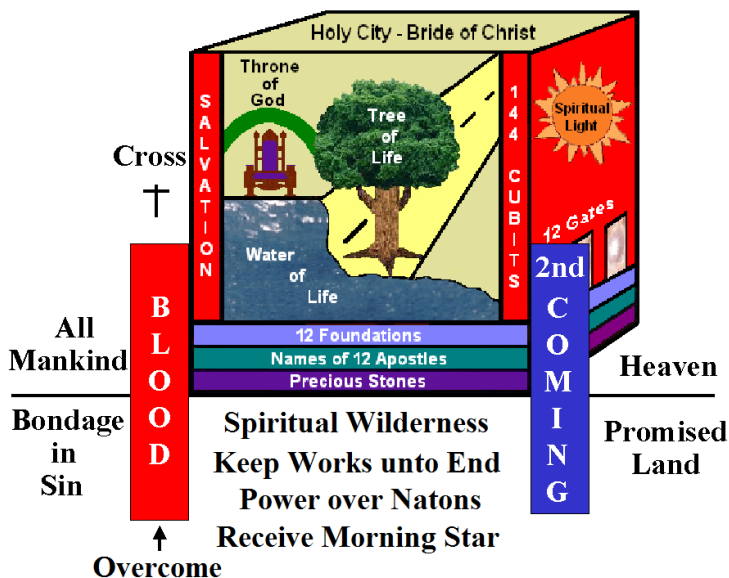 Holy City - Bride of Christ
Throne
of
God
SALVATION
Tree
of
Life
144 CUBITS
Spiritual
Light
Cross
Water
of
Life
12 Gates
BLOOD
2nd
COMING
12 Foundations
Names of 12 Apostles
Precious Stones
All
Mankind
Heaven
Bondage
in
Sin
Spiritual Wilderness
Keep Works unto End
Power over Natons
Receive Morning Star
Promised
Land
Overcome